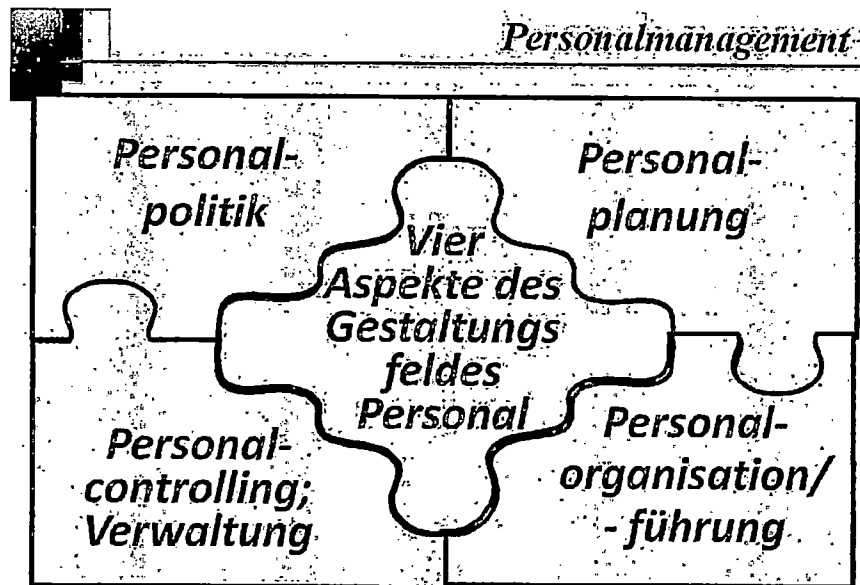 Personalmanagement
Personal-
politik
Personal-
planung
Vier
Aspekte des
Gestaltungs
feldes
Personal
Personal-
controlling;
Verwaltung
Personal-
organisation/
- führung